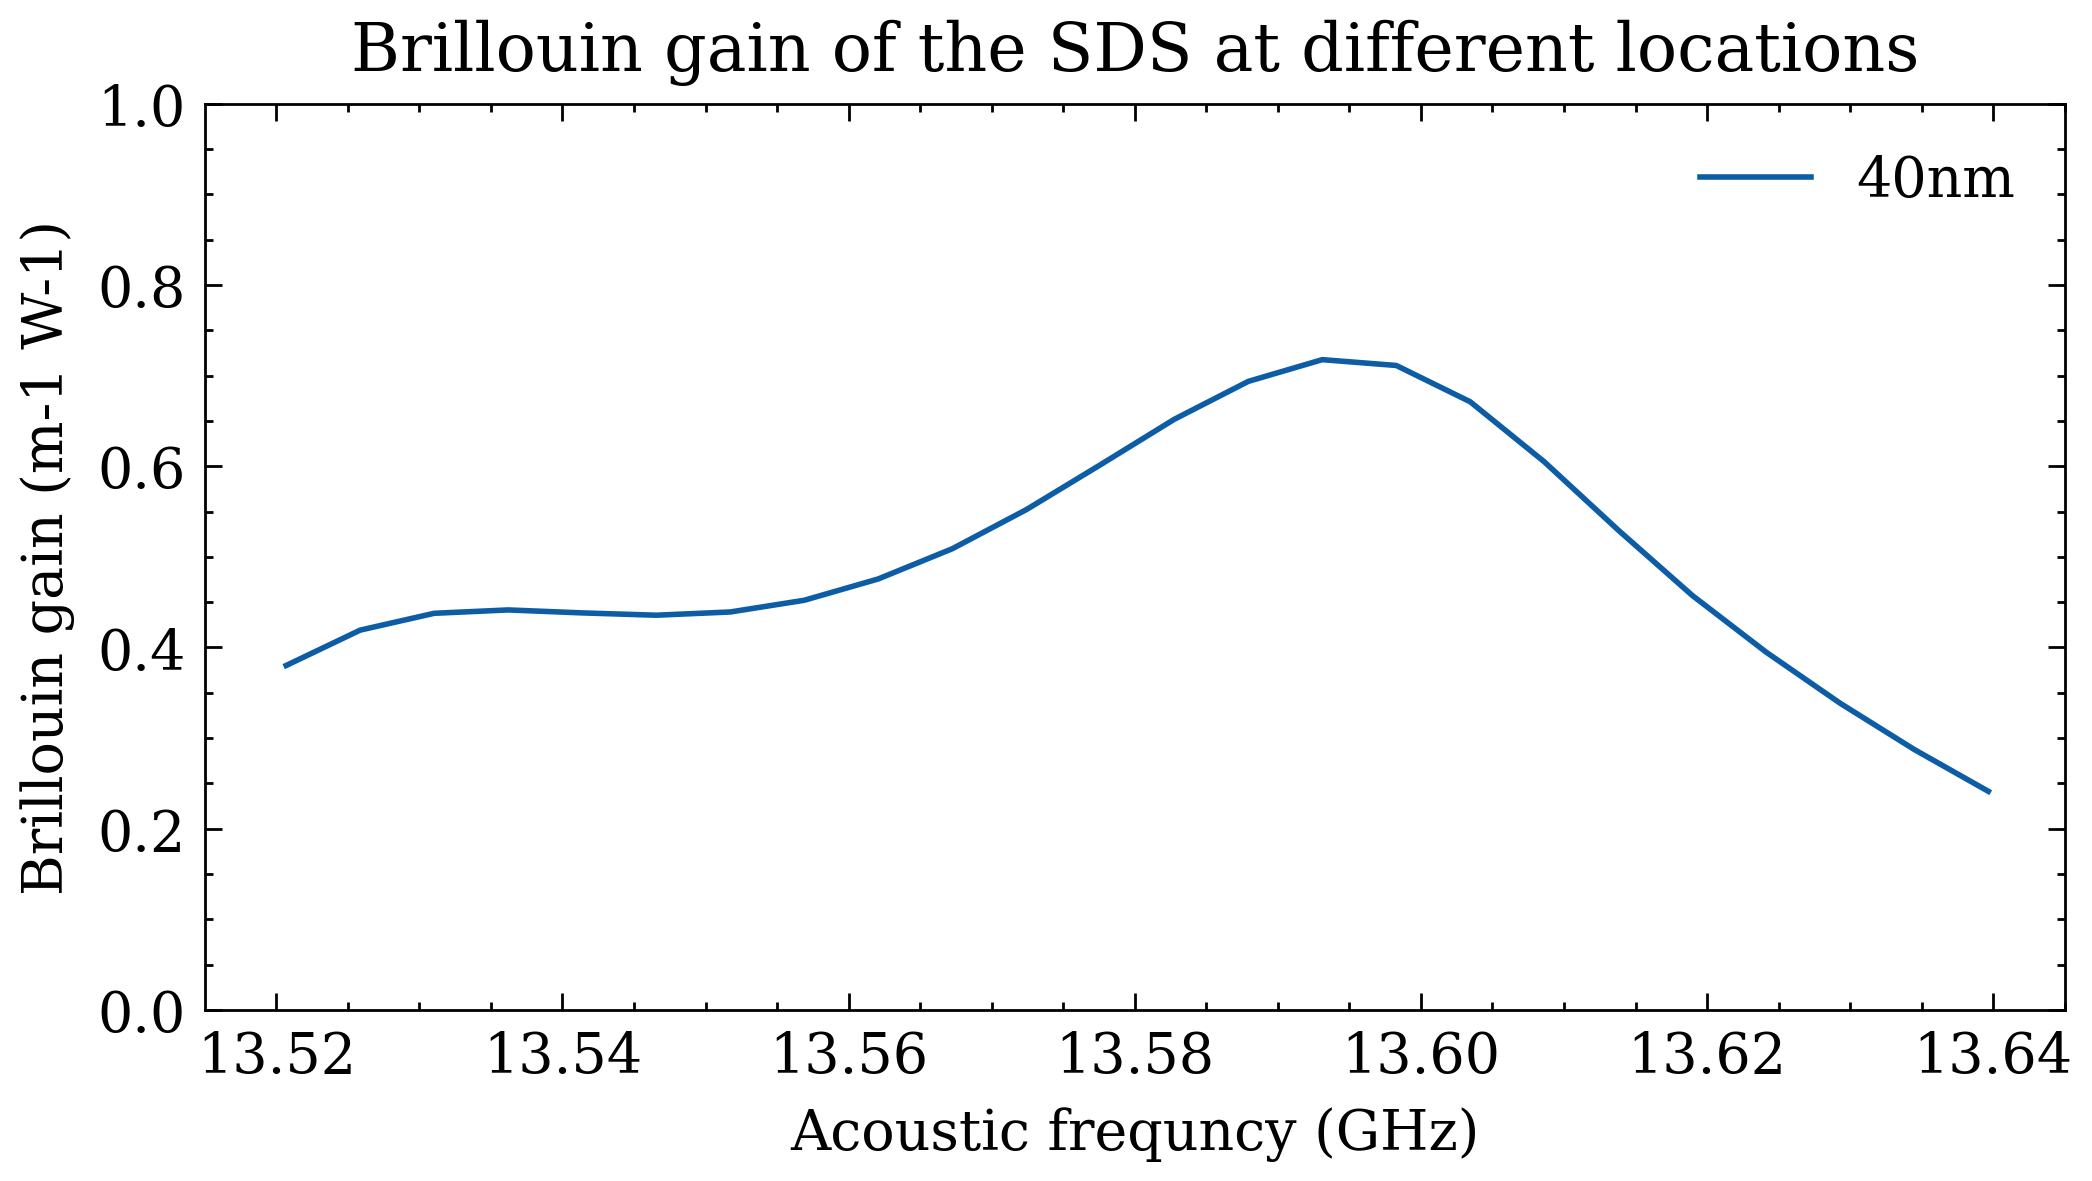 Brillouin gain of the SDS at different locations
40nm
Brillouin gain (m-1 W-1)
1.0
0.8
0.6
0.4
0.2
0.0
13.52 13.54 13.56 13.58 13.60 13.62 13.64
Acoustic frequncy (GHz)